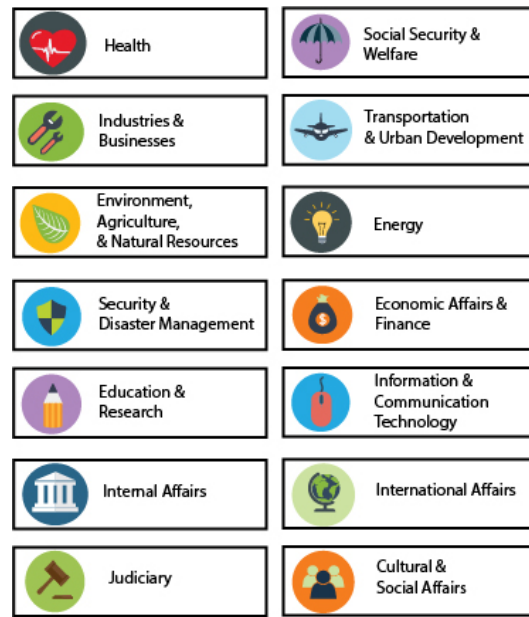 Health
Social Security &
Welfare
Industries &
Businesses
Transportation
& Urban Development
Environment,
Agriculture,
& Natural Resources
Energy
Security &
Disaster Management
Economic Affairs &
Finance
Education &
Research
Information &
Communication
Technology
Internal Affairs
International Affairs
Judiciary
Cultural &
Social Affairs